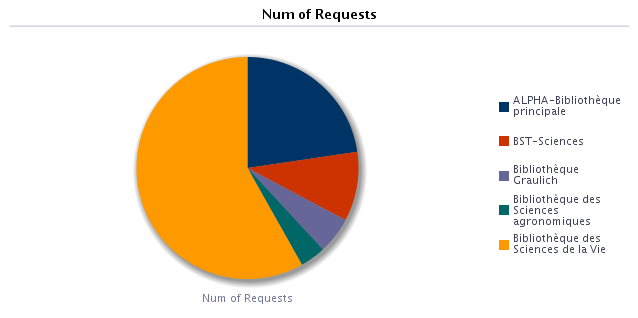 Num of Requests
ALPHA-Bibliothèque
principale
BST-Sciences
Bibliothèque
Graulich
Bibliothèque des
Sciences
agronomiques
Bibliothèque des
Sciences de la Vie
Num of Requests